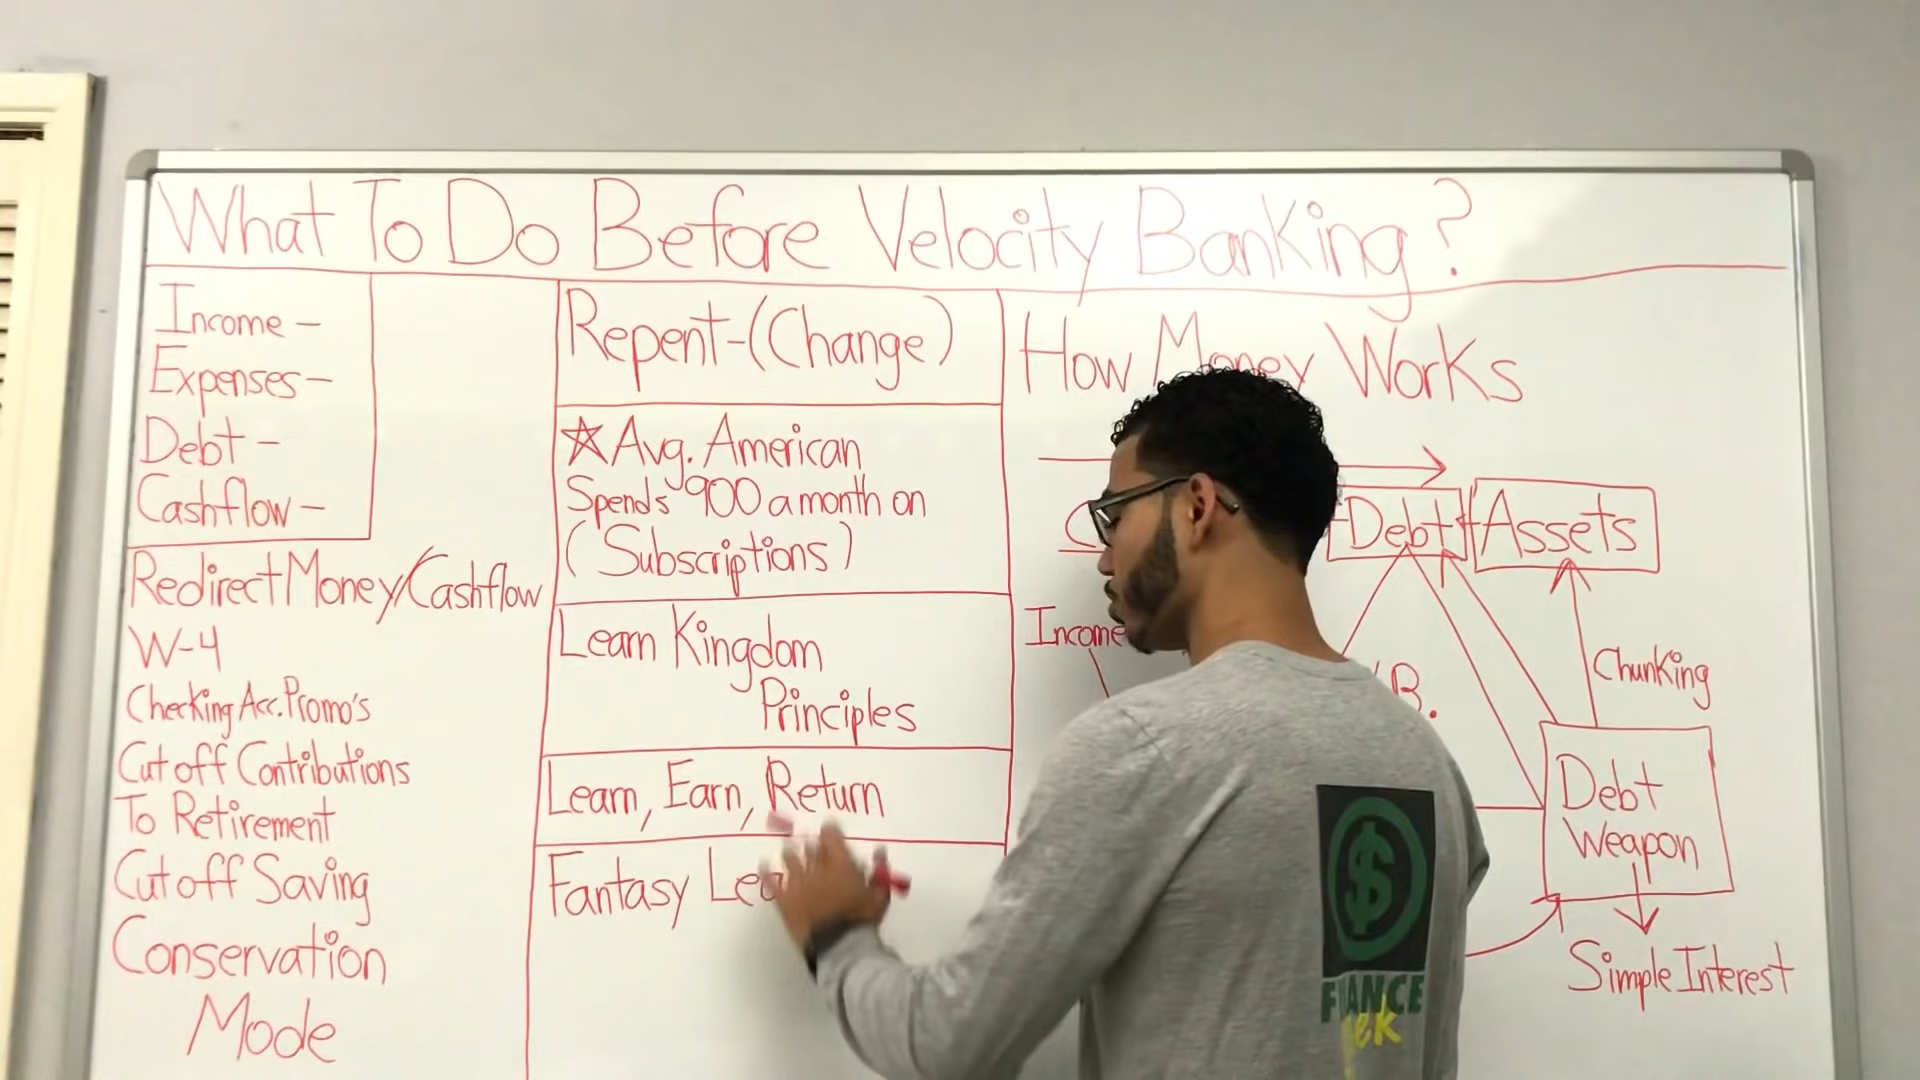 What To Do Before Velocity Banking?
Income -
Expenses -
Debt -
Cashflow -
Redirect Money/Cashflow
W-4
Checking Acc. Promo's
Cut off Contributions
To Retirement
Cut off Saving
Conservation
Mode
Repent-(Change)
☆Avg. American
Spends 900 a month on
(Subscriptions)
Learn Kingdom
Principles
Learn, Earn, Return
Fantasy
How Money Works
Debt
Assets
Income
Chunking
B.
Debt
Weapon
Simple Interest
$
FINANCE